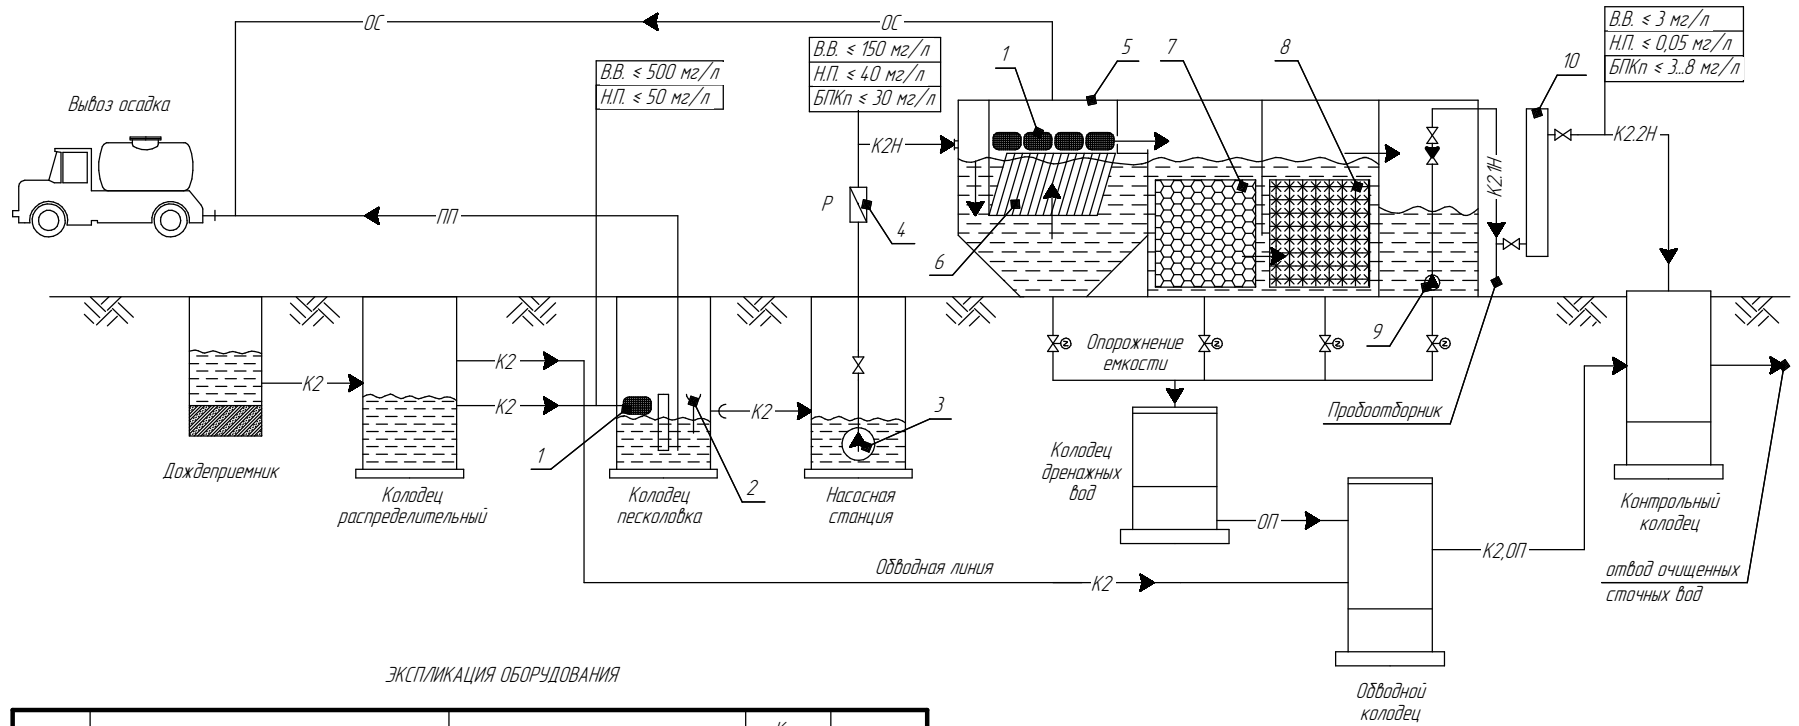 ОС
ОС
В.В. ≤ 3 мг/л
Н.П. ≤ 0,05 мг/л
БПКп ≤ 3...8 мг/л
В.В. ≤ 150 мг/л
Н.П. ≤ 40 мг/л
БПКп ≤ 30 мг/л
1
5
7
8
10
В.В. ≤ 500 мг/л
Н.П. ≤ 50 мг/л
Вывоз осадка
К2Н
К2.2Н
К2.1Н
Р
4
ПП
6
9
Опорожнение
емкости
К2
К2
К2
К2
1
2
3
Пробоотборник
Дождеприемник
Колодец
распределительный
Колодец
песколовка
Насосная
станция
Колодец
дренажных
вод
Контрольный
колодец
ОП
К2,ОП
Обводная линия
К2
отвод очищенных
сточных вод
ЭКСПЛИКАЦИЯ ОБОРУДОВАНИЯ
Обводной
колодец